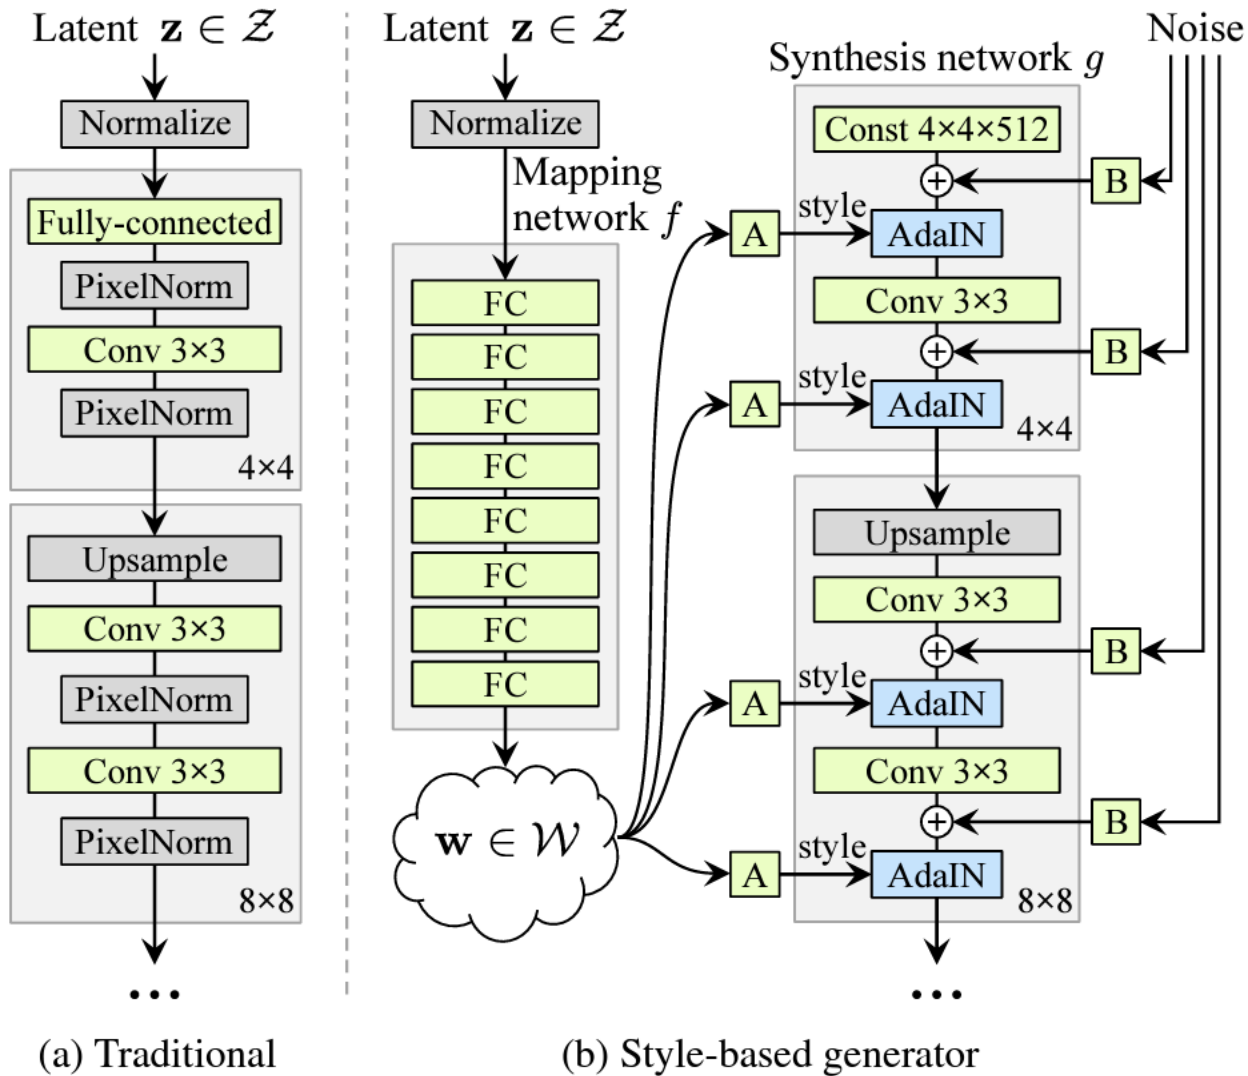 Latent z ∈ 𝒵
Normalize
Fully-connected
PixelNorm
Conv 3×3
PixelNorm
4×4
Upsample
Conv 3×3
PixelNorm
Conv 3×3
PixelNorm
8×8
...
(a) Traditional
Latent z ∈ 𝒵
Normalize
Mapping
network f
FC
FC
FC
FC
FC
FC
FC
FC
w ∈ 𝒲
A
style
A
style
A
style
A
style
Synthesis network g
Const 4×4×512
+
AdaIN
Conv 3×3
+
AdaIN
4×4
Upsample
Conv 3×3
+
AdaIN
Conv 3×3
+
AdaIN
8×8
...
Noise
B
B
B
B
(b) Style-based generator